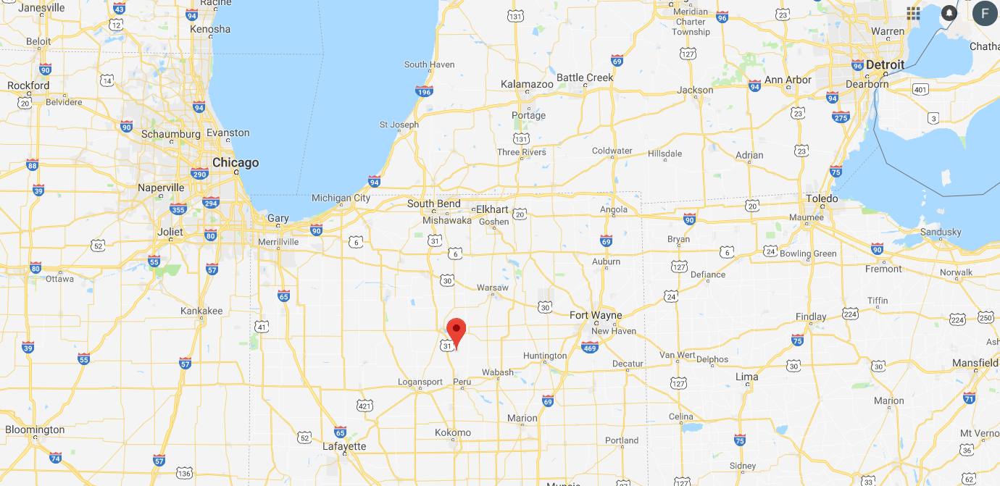 Janesville
43
94
Racine
131
Meridian
Charter
Township
96
23
F
12
Kenosha
Warren
Beloit
127
Chatha
90
South Haven
69
96
Detroit
Rockford
14
Battle Creek
Ann Arbor
20
Belvidere
94
196
Kalamazoo
Jackson
94
94
Dearborn
401
90
Portage
23
275
3
Schaumburg
Evanston
St Joseph
131
88
Chicago
Three Rivers
Coldwater
Hillsdale
23
Adrian
39
290
94
75
Naperville
355
294
Michigan City
South Bend
Elkhart
Angola
20
Toledo
Gary
Mishawaka
Goshen
20
90
Maumee
Joliet
80
90
Merrillville
6
31
69
Bryan
Sandusky
52
55
57
6
Auburn
127
6
24
Bowling Green
90
80
Ottawa
30
Defiance
Fremont
Norwalk
65
Warsaw
24
Tiffin
Kankakee
41
30
Fort Wayne
New Haven
Findlay
224
224
250
39
55
57
31
Huntington
469
Decatur
Van Wert
Delphos
75
30
30
Ash
Mansfield
Logansport
Peru
Wabash
127
Lima
421
69
Marion
71
Bloomington
52
65
Lafayette
Kokomo
Marion
Celina
Portland
75
Mt Verno
74
57
136
Sidney
36
Muncie
27
127
33
62